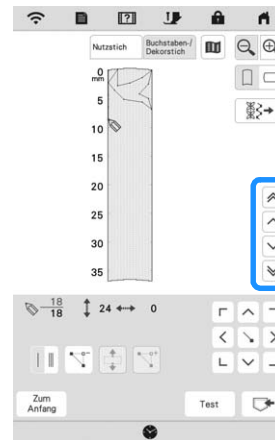 Nutzstich
Buchstaben-/
Dekorstich
0
mm
5
10
15
20
25
30
35
18
18
24
0
Zum
Anfang
Test